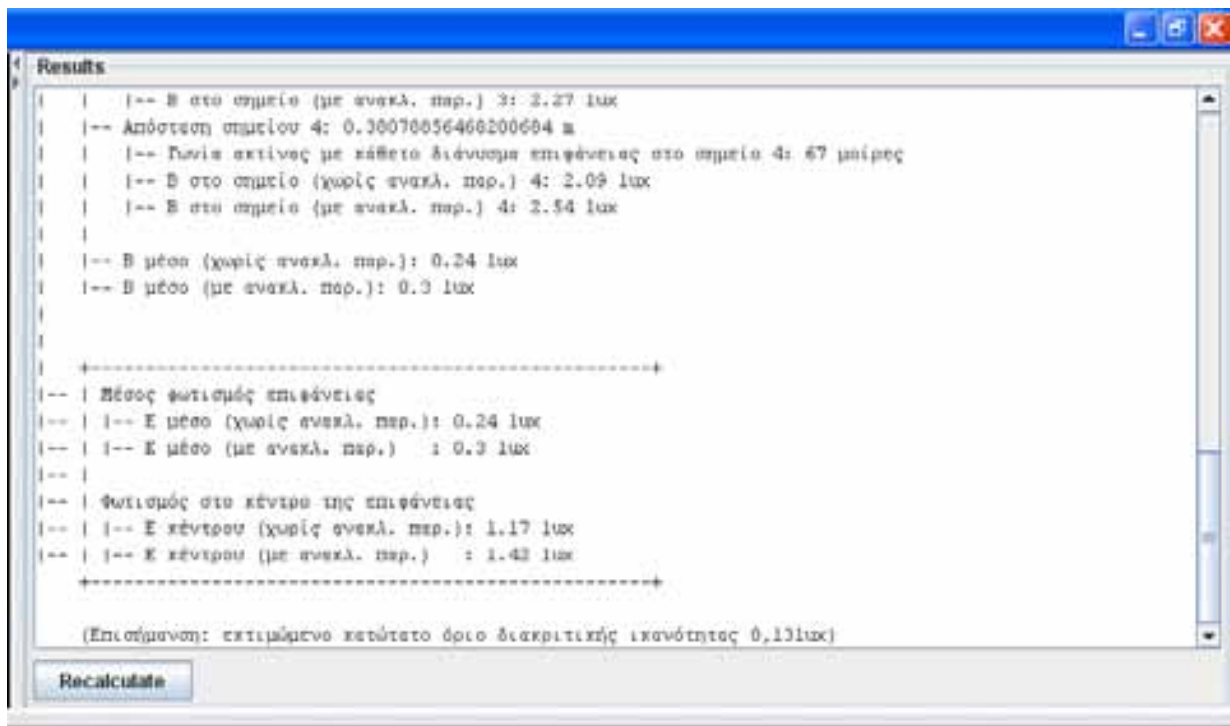 Results
|   |   |-- Β στο σημείο (με ανακλ. παρ.) 3: 2.27 lux
|   |-- Απόσταση σημείου 4: 0.38078856468200684 m
|   |   |-- Γωνία ακτίνας με κάθετο διάνυσμα επιφάνειας στο σημείο 4: 67 μοίρες
|   |   |-- Β στο σημείο (χωρίς ανακλ. παρ.) 4: 2.09 lux
|   |   |-- Β στο σημείο (με ανακλ. παρ.) 4: 2.54 lux
|   |
|   |-- Β μέσο (χωρίς ανακλ. παρ.): 0.24 lux
|   |-- Β μέσο (με ανακλ. παρ.): 0.3 lux
|
|
|   +--------------------------------------------------+
|-- | Μέσος φωτισμός επιφάνειας
|-- | |-- Ε μέσο (χωρίς ανακλ. παρ.): 0.24 lux
|-- | |-- Ε μέσο (με ανακλ. παρ.)   : 0.3 lux
|-- |
|-- | Φωτισμός στο κέντρο της επιφάνειας
|-- | |-- Ε κέντρου (χωρίς ανακλ. παρ.): 1.17 lux
|-- | |-- Ε κέντρου (με ανακλ. παρ.)   : 1.42 lux
    +--------------------------------------------------+
(Επισήμανση: εκτιμώμενο κατώτατο όριο διακριτικής ικανότητας 0,13lux)
Recalculate